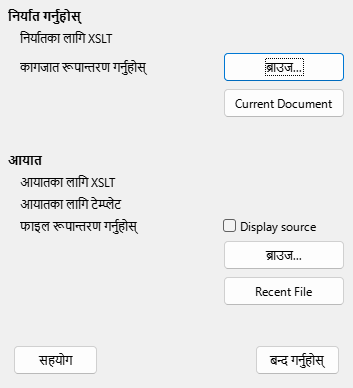 निर्यात गर्नुहोस्
निर्यातका लागि XSLT
कागजात रूपान्तरण गर्नुहोस्
ब्राउज...
Current Document
आयात
आयातका लागि XSLT
आयातका लागि टेम्प्लेट
फाइल रूपान्तरण गर्नुहोस्
Display source
ब्राउज...
Recent File
सहयोग
बन्द गर्नुहोस्